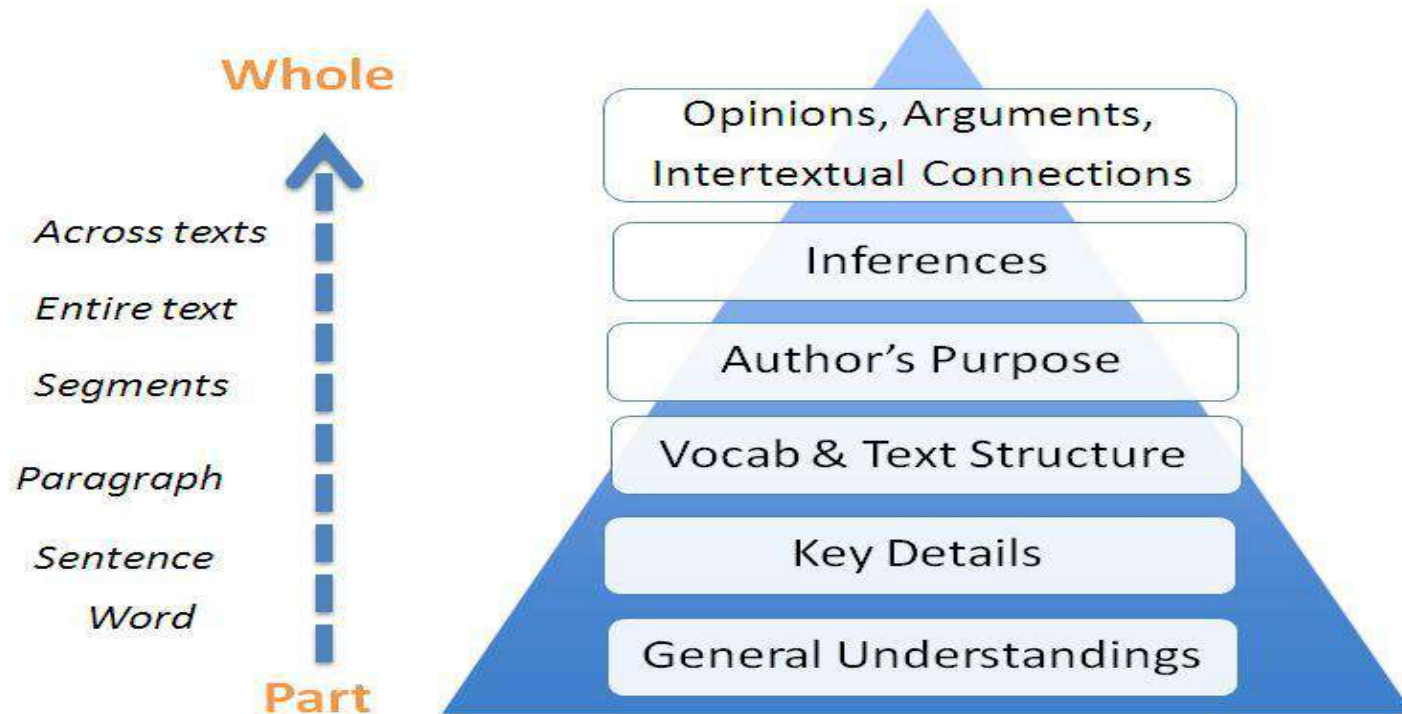 Whole
Across texts
Entire text
Segments
Paragraph
Sentence
Word
Part
Opinions, Arguments,
Intertextual Connections
Inferences
Author's Purpose
Vocab & Text Structure
Key Details
General Understandings